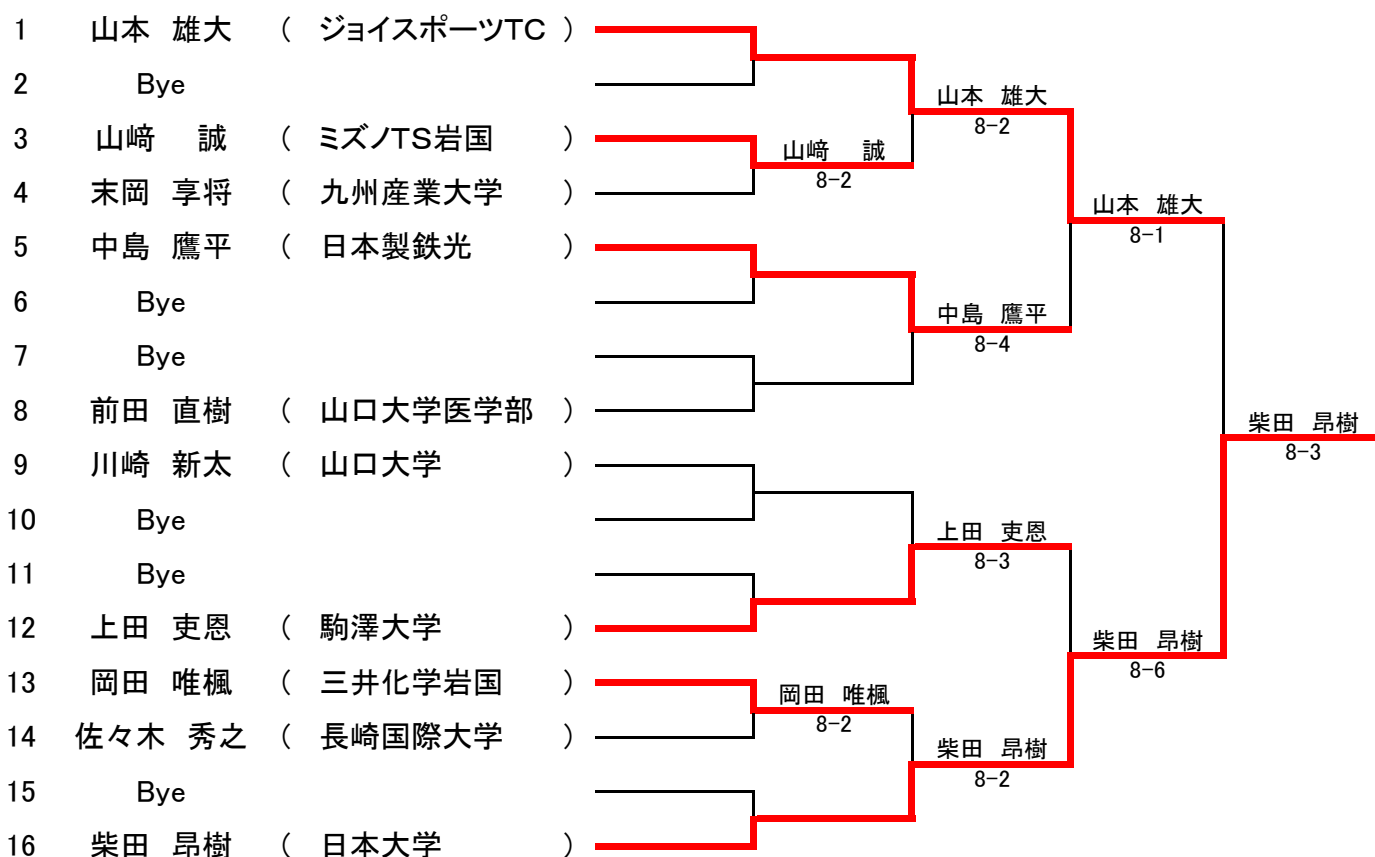 1 山本 雄大 ( ジョイスポーツTC )
2 Bye
3 山﨑 誠 ( ミズノTS岩国 )
4 末岡 享将 ( 九州産業大学 )
5 中島 鷹平 ( 日本製鉄光 )
6 Bye
7 Bye
8 前田 直樹 ( 山口大学医学部 )
9 川崎 新太 ( 山口大学 )
10 Bye
11 Bye
12 上田 吏恩 ( 駒澤大学 )
13 岡田 唯楓 ( 三井化学岩国 )
14 佐々木 秀之 ( 長崎国際大学 )
15 Bye
16 柴田 昂樹 ( 日本大学 )
山﨑 誠
8-2
岡田 唯楓
8-2
山本 雄大
8-2
中島 鷹平
8-4
上田 吏恩
8-3
柴田 昂樹
8-2
山本 雄大
8-1
柴田 昂樹
8-6
柴田 昂樹
8-3